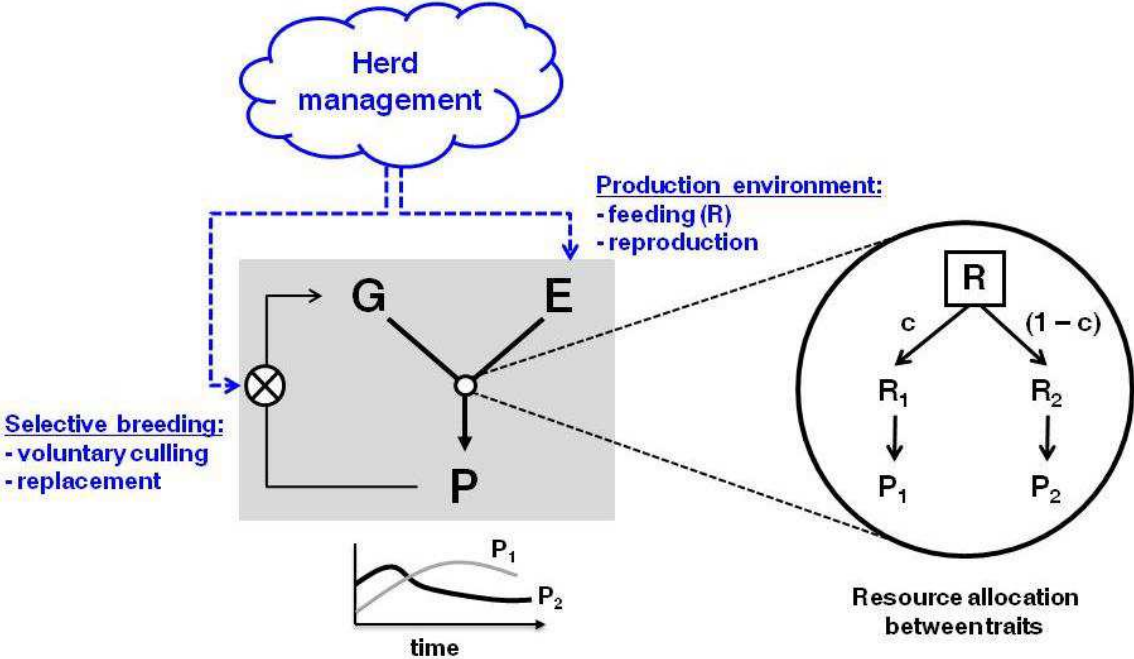 Herd
management
Production environment:
- feeding (R)
- reproduction
G
E
P
Selective breeding:
- voluntary culling
- replacement
R
c
(1 – c)
R1
R2
P1
P2
P1
P2
time
Resource allocation
between traits